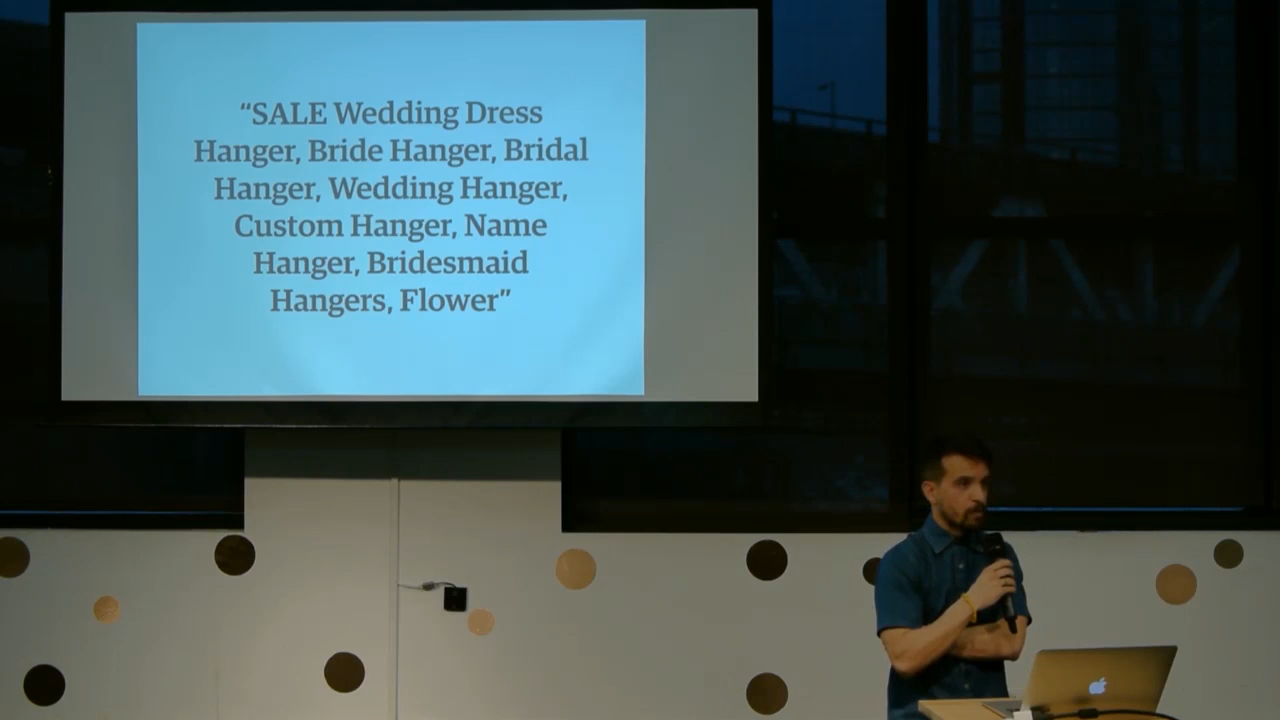 “SALE Wedding Dress
Hanger, Bride Hanger, Bridal
Hanger, Wedding Hanger,
Custom Hanger, Name
Hanger, Bridesmaid
Hangers, Flower”